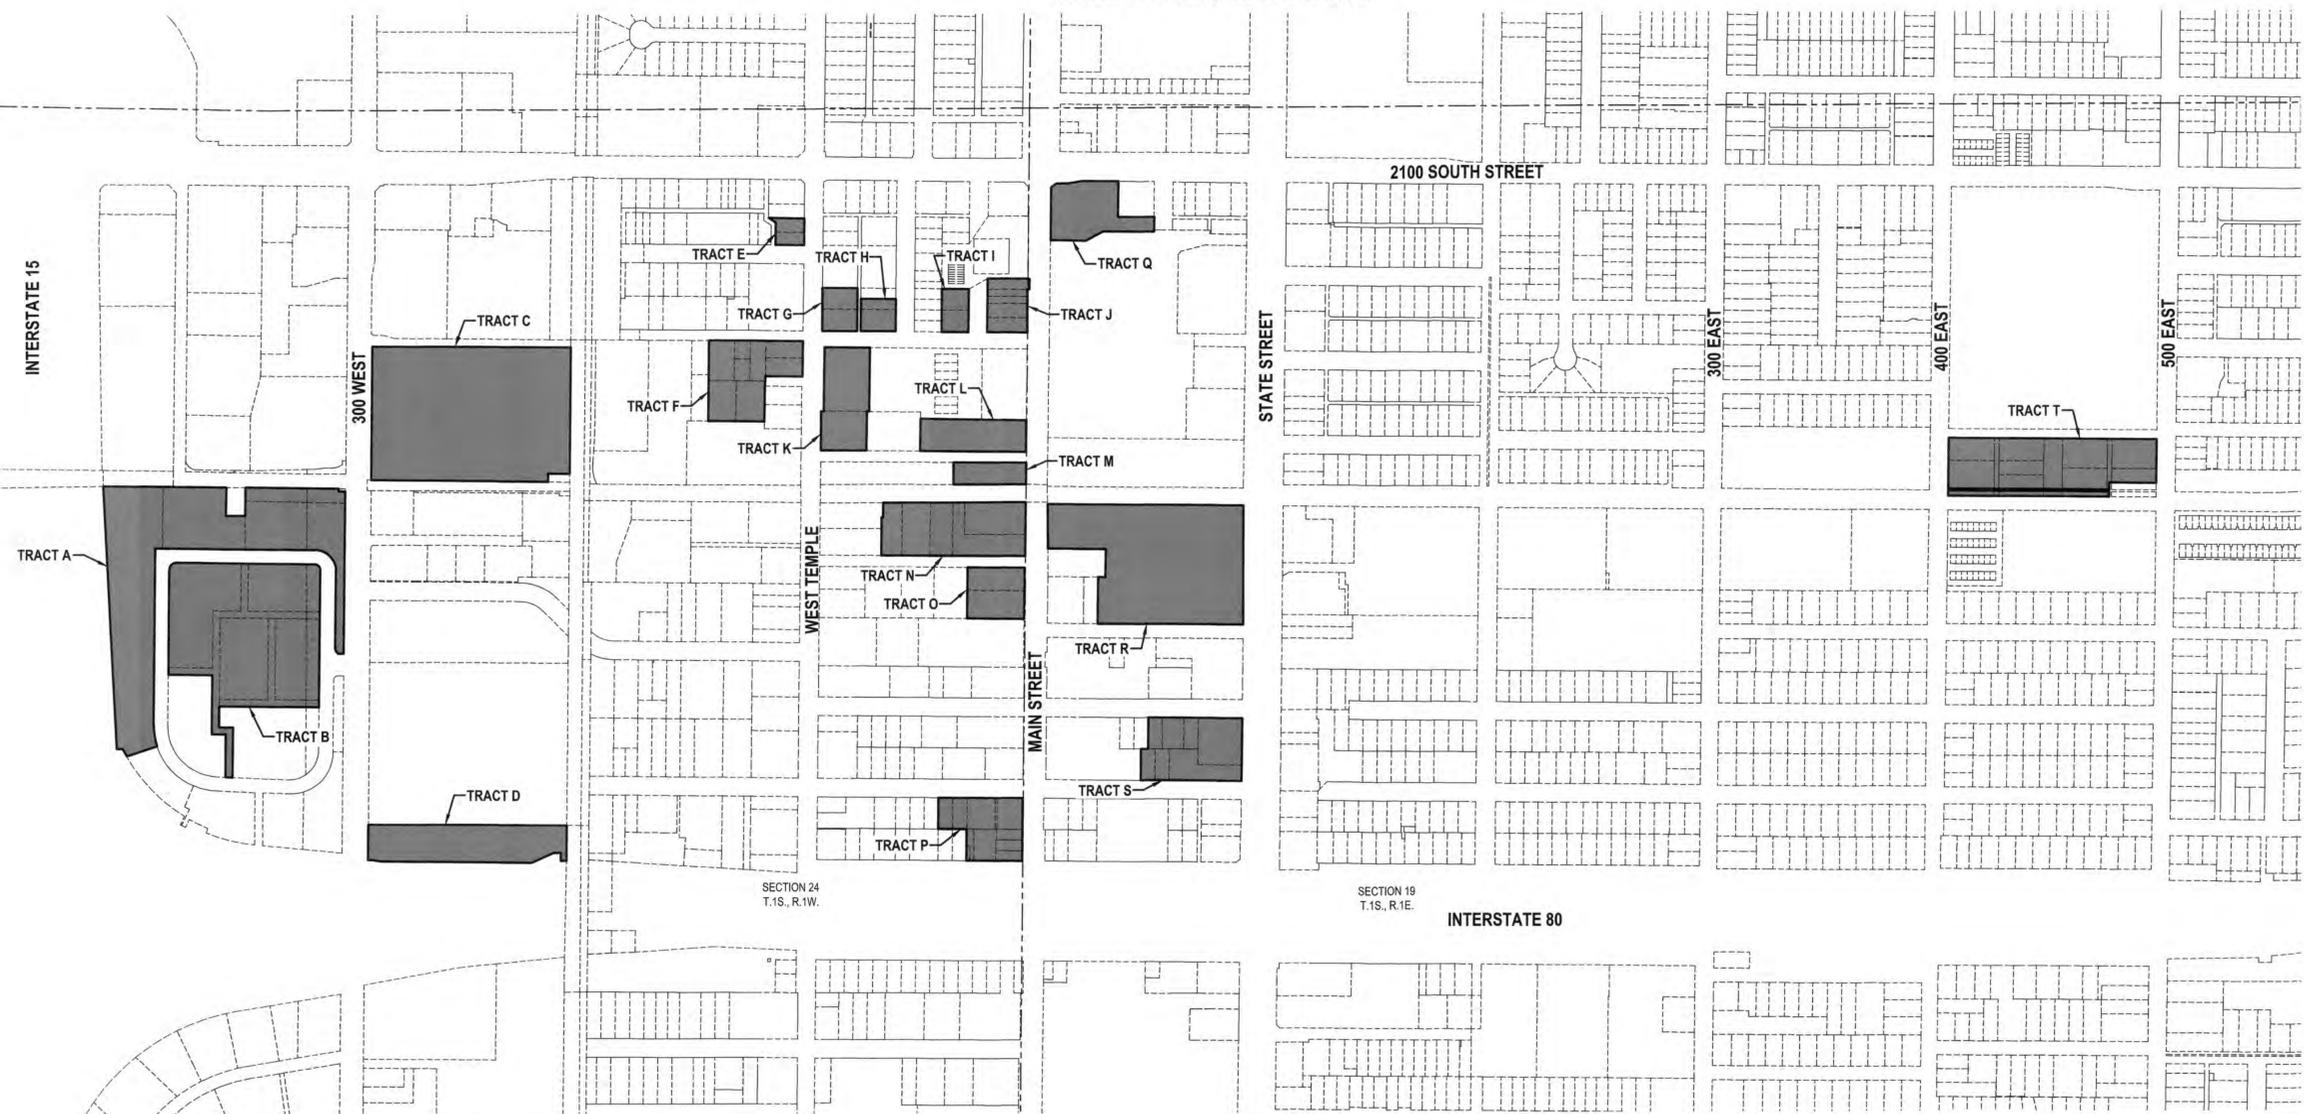 2100 SOUTH STREET
INTERSTATE 15
TRACT E
TRACT H
TRACT I
TRACT Q
TRACT G
TRACT J
TRACT C
300 WEST
STATE STREET
300 EAST
400 EAST
500 EAST
TRACT F
TRACT L
TRACT T
TRACT K
TRACT M
TRACT A
WEST TEMPLE
TRACT N
TRACT O
TRACT R
MAIN STREET
TRACT B
TRACT S
TRACT D
TRACT P
SECTION 24
T.1S., R.1W.
SECTION 19
T.1S., R.1E.
INTERSTATE 80